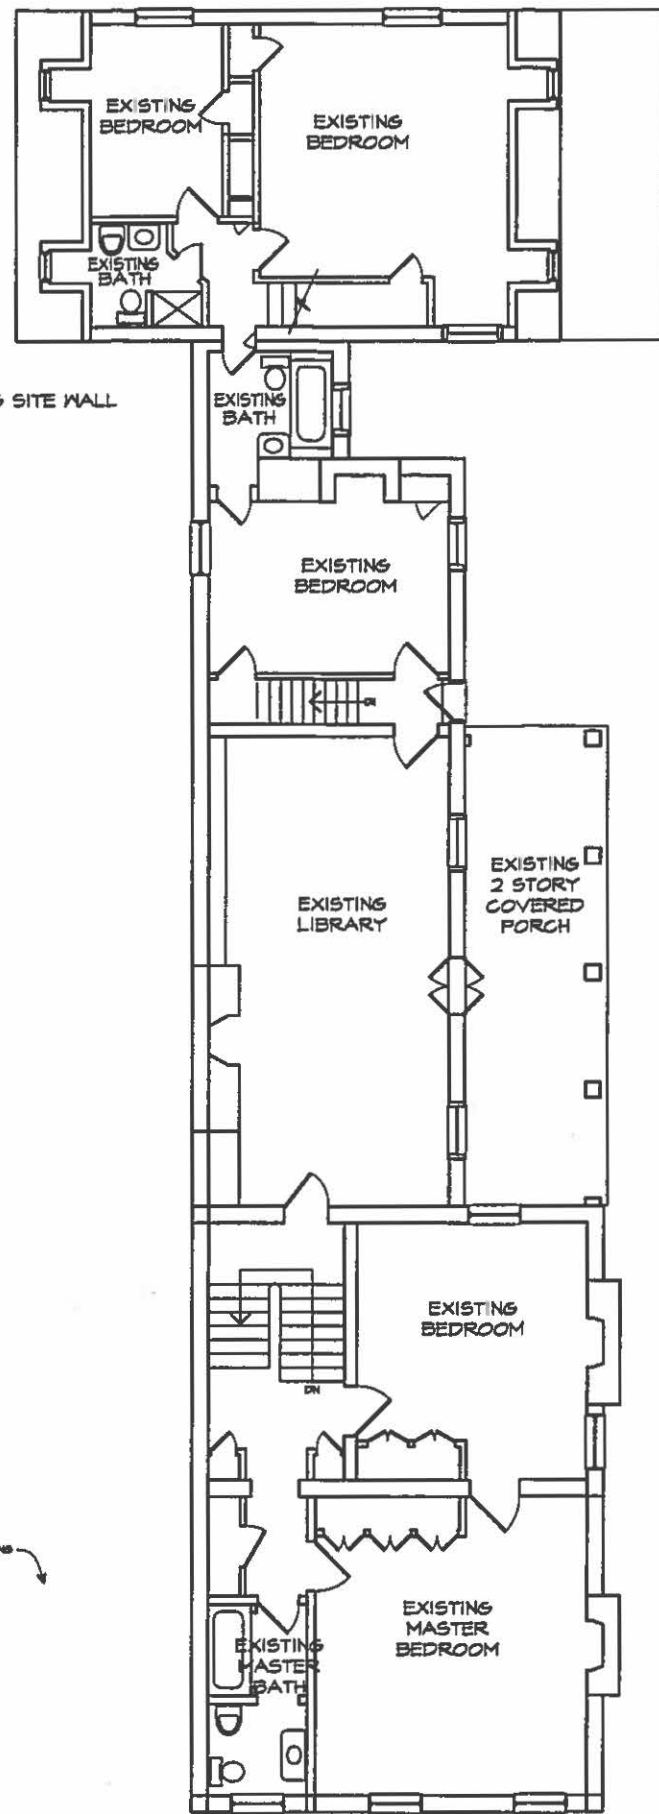 EXISTING
BEDROOM
EXISTING
BEDROOM
EXISTING
BATH
SITE WALL
EXISTING
BATH
EXISTING
BEDROOM
EXISTING
2 STORY
COVERED
PORCH
EXISTING
LIBRARY
EXISTING
BEDROOM
DN
EXISTING
MASTER
BEDROOM
EXISTING
MASTER
BATH